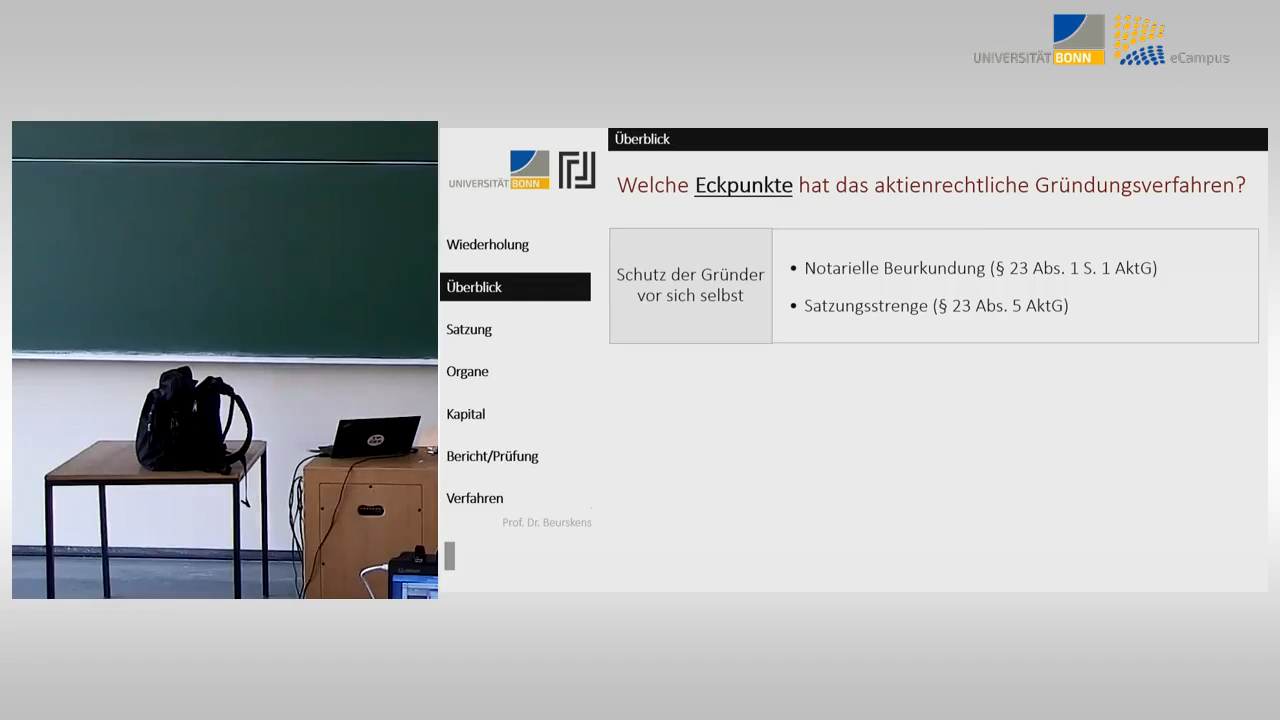 UNIVERSITÄT BONN
eCampus
UNIVERSITÄT BONN
Überblick
Welche Eckpunkte hat das aktienrechtliche Gründungsverfahren?
Wiederholung
Überblick
Satzung
Organe
Kapital
Bericht/Prüfung
Verfahren
Prof. Dr. Beurskens
Schutz der Gründer
vor sich selbst
• Notarielle Beurkundung (§ 23 Abs. 1 S. 1 AktG)
• Satzungsstrenge (§ 23 Abs. 5 AktG)